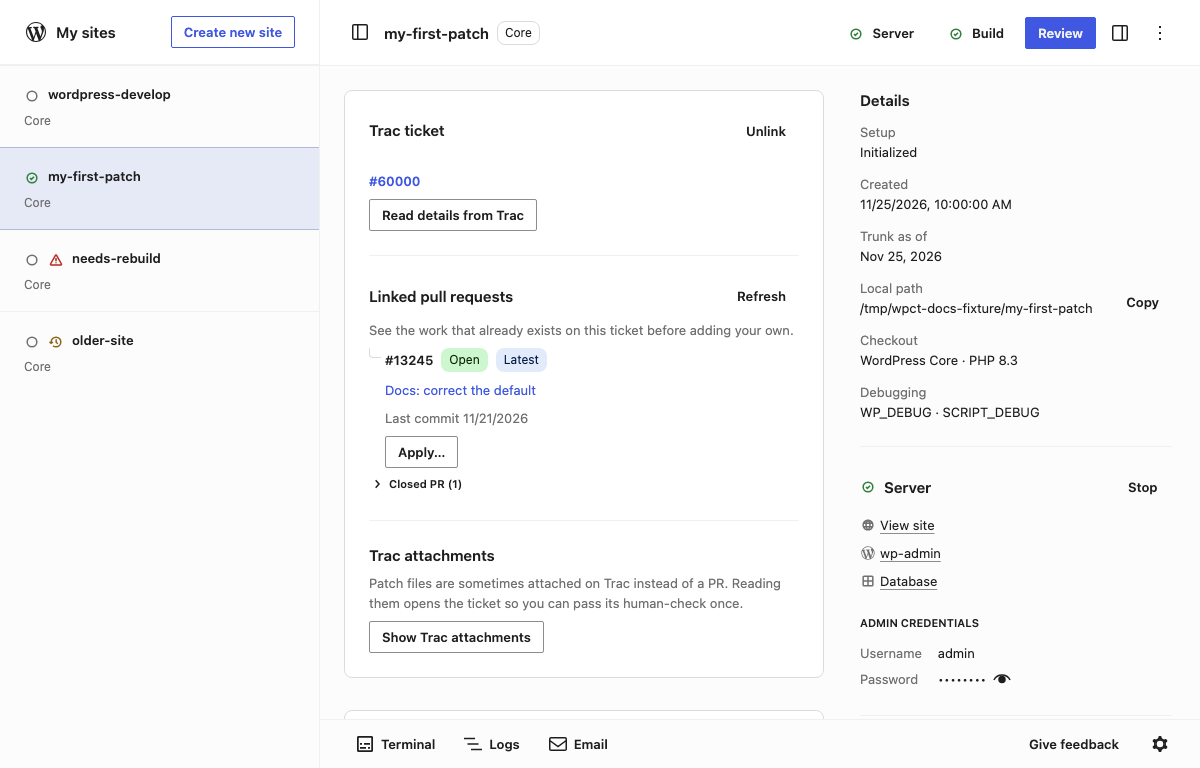 My sites
Create new site
wordpress-develop
Core
my-first-patch
Core
needs-rebuild
Core
older-site
Core
my-first-patch
Core
Server
Build
Review
Trac ticket
Unlink
#60000
Read details from Trac
Linked pull requests
Refresh
See the work that already exists on this ticket before adding your own.
#13245 Open Latest
Docs: correct the default
Last commit 11/21/2026
Apply...
Closed PR (1)
Trac attachments
Patch files are sometimes attached on Trac instead of a PR. Reading
them opens the ticket so you can pass its human-check once.
Show Trac attachments
Details
Setup
Initialized
Created
11/25/2026, 10:00:00 AM
Trunk as of
Nov 25, 2026
Local path
/tmp/wpct-docs-fixture/my-first-patch
Copy
Checkout
WordPress Core · PHP 8.3
Debugging
WP_DEBUG · SCRIPT_DEBUG
Server
Stop
View site
wp-admin
Database
ADMIN CREDENTIALS
Username admin
Password ••••••••
Terminal
Logs
Email
Give feedback